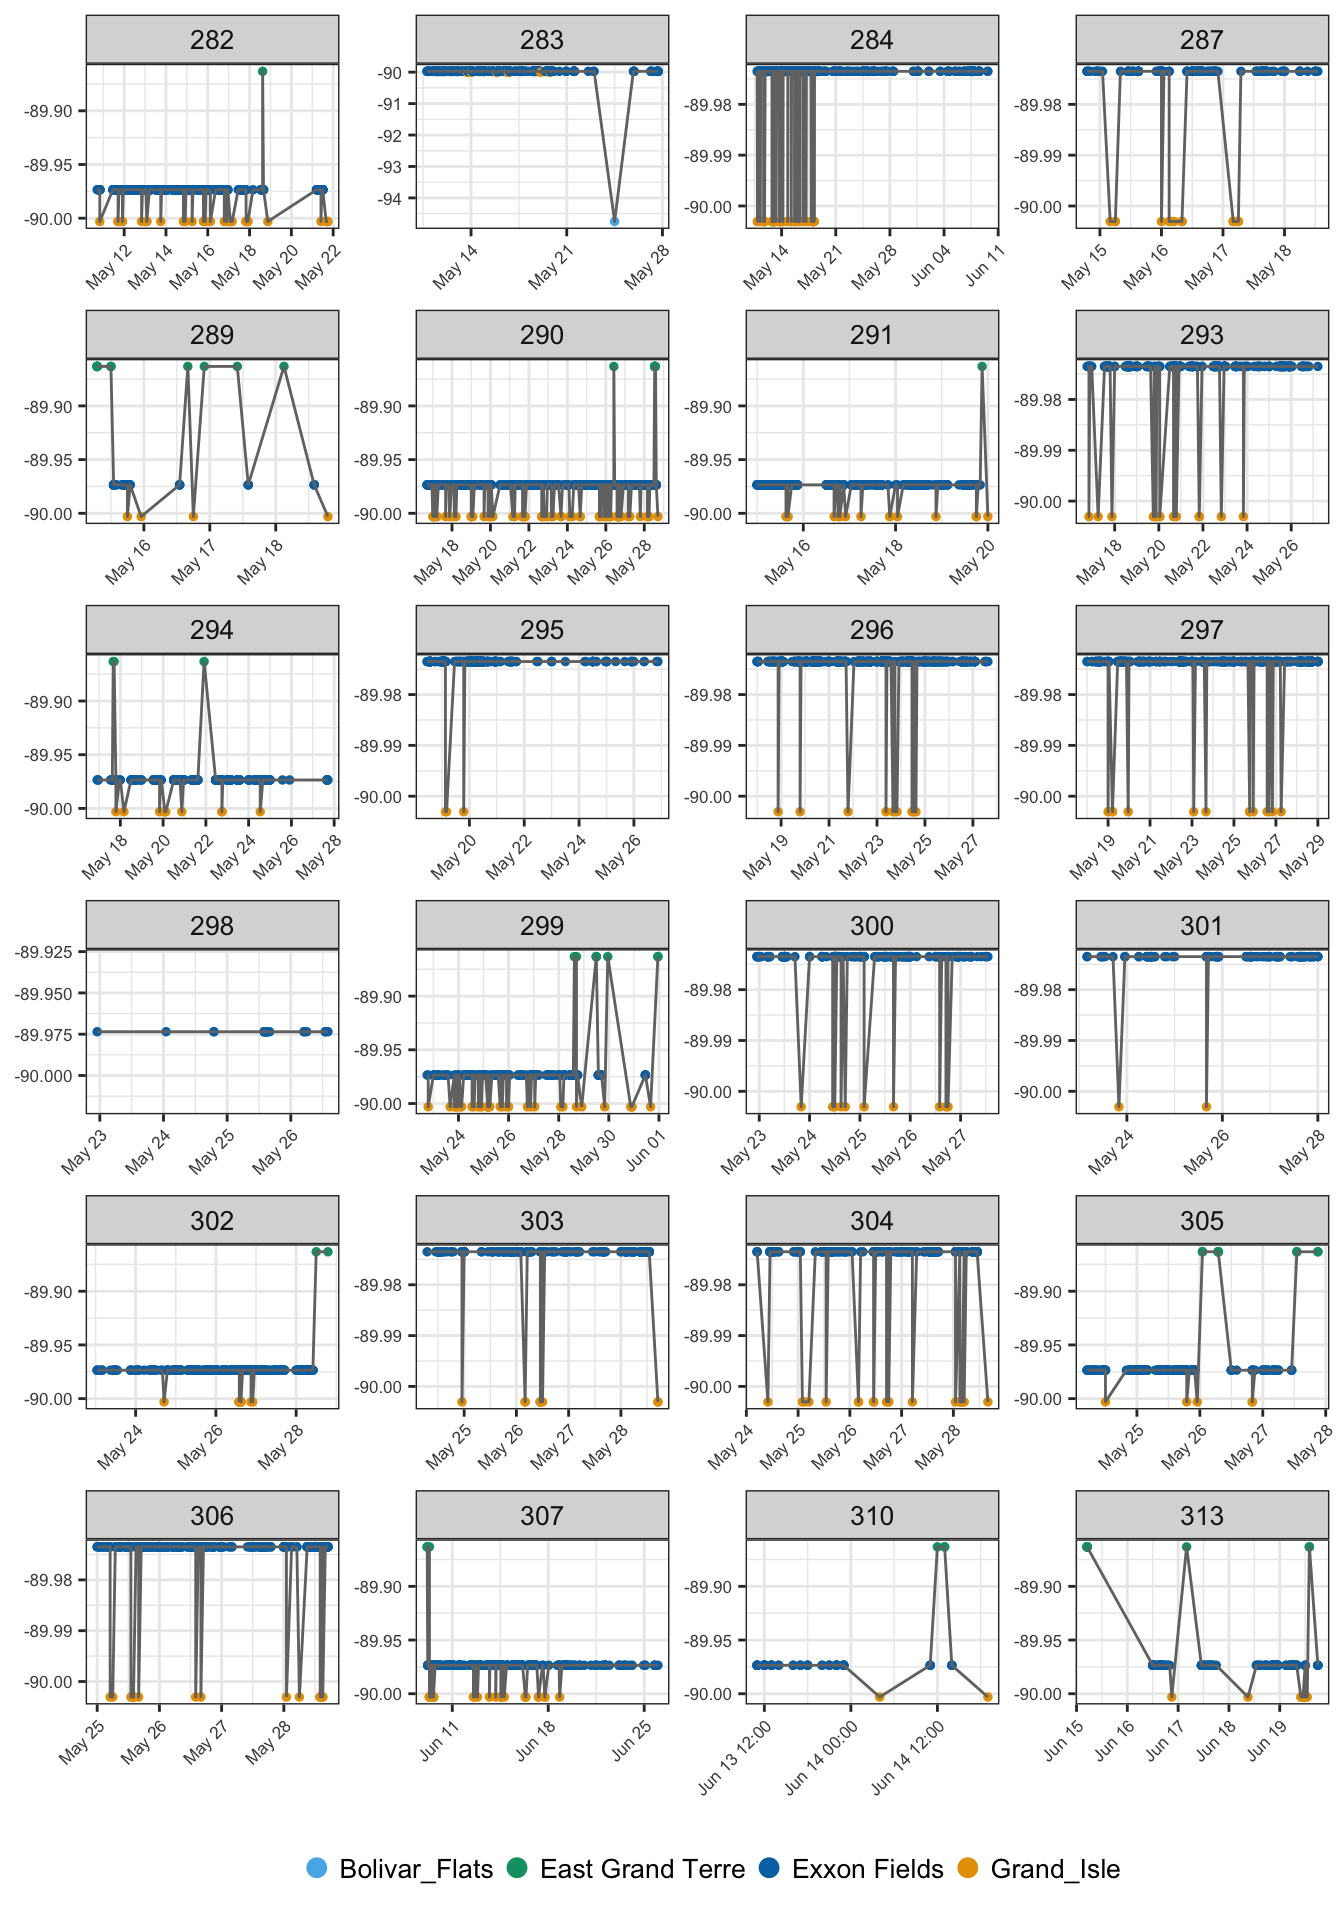 282 283 284 287
-89.90
-89.95
-90.00
-90
-91
-92
-93
-94
-89.98
-89.99
-90.00
-89.98
-89.99
-90.00
May 12 May 14 May 16 May 18 May 20 May 22
May 14 May 21 May 28
May 14 May 21 May 28 Jun 04 Jun 11
May 15 May 16 May 17 May 18
289 290 291 293
-89.90
-89.95
-90.00
-89.90
-89.95
-90.00
-89.90
-89.95
-90.00
-89.98
-89.99
-90.00
May 16 May 17 May 18
May 18 May 20 May 22 May 24 May 26 May 28
May 16 May 18 May 20
May 18 May 20 May 22 May 24 May 26
294 295 296 297
-89.90
-89.95
-90.00
-89.98
-89.99
-90.00
-89.98
-89.99
-90.00
-89.98
-89.99
-90.00
May 18 May 20 May 22 May 24 May 26 May 28
May 20 May 22 May 24 May 26
May 19 May 21 May 23 May 25 May 27
May 19 May 21 May 23 May 25 May 27 May 29
298 299 300 301
-89.925
-89.950
-89.975
-90.000
-89.90
-89.95
-90.00
-89.98
-89.99
-90.00
-89.98
-89.99
-90.00
May 23 May 24 May 25 May 26
May 24 May 26 May 28 May 30 Jun 01
May 23 May 24 May 25 May 26 May 27
May 24 May 26 May 28
302 303 304 305
-89.90
-89.95
-90.00
-89.98
-89.99
-90.00
-89.98
-89.99
-90.00
-89.90
-89.95
-90.00
May 24 May 26 May 28
May 25 May 26 May 27 May 28
May 24 May 25 May 26 May 27 May 28
May 25 May 26 May 27 May 28
306 307 310 313
-89.98
-89.99
-90.00
-89.90
-89.95
-90.00
-89.90
-89.95
-90.00
-89.90
-89.95
-90.00
May 25 May 26 May 27 May 28
Jun 11 Jun 18 Jun 25
Jun 13 12:00 Jun 14 00:00 Jun 14 12:00
Jun 15 Jun 16 Jun 17 Jun 18 Jun 19
Bolivar_Flats East Grand Terre Exxon Fields Grand_Isle